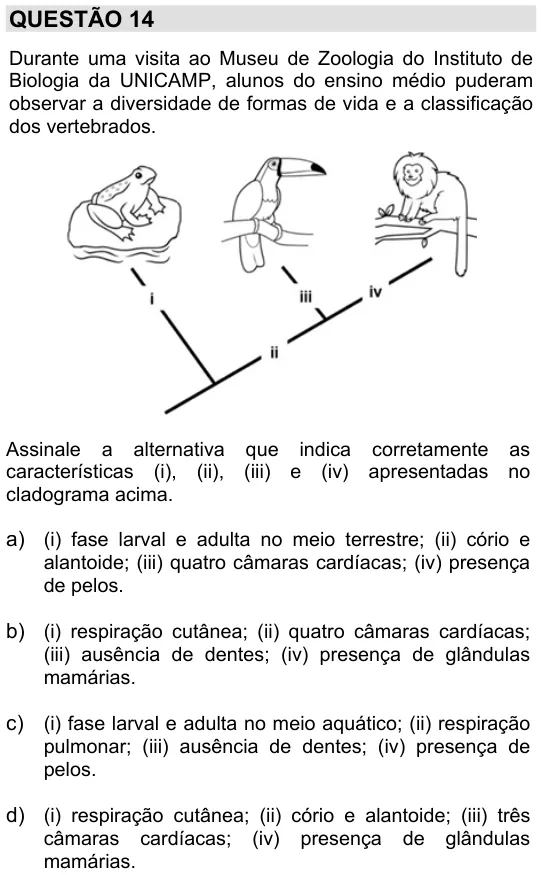 QUESTÃO 14
Durante uma visita ao Museu de Zoologia do Instituto de
Biologia da UNICAMP, alunos do ensino médio puderam
observar a diversidade de formas de vida e a classificação
dos vertebrados.
i
iii
iv
ii
Assinale a alternativa que indica corretamente as
características (i), (ii), (iii) e (iv) apresentadas no
cladograma acima.
a) (i) fase larval e adulta no meio terrestre; (ii) cório e
alantoide; (iii) quatro câmaras cardíacas; (iv) presença
de pelos.
b) (i) respiração cutânea; (ii) quatro câmaras cardíacas;
(iii) ausência de dentes; (iv) presença de glândulas
mamárias.
c) (i) fase larval e adulta no meio aquático; (ii) respiração
pulmonar; (iii) ausência de dentes; (iv) presença de
pelos.
d) (i) respiração cutânea; (ii) cório e alantoide; (iii) três
câmaras cardíacas; (iv) presença de glândulas
mamárias.